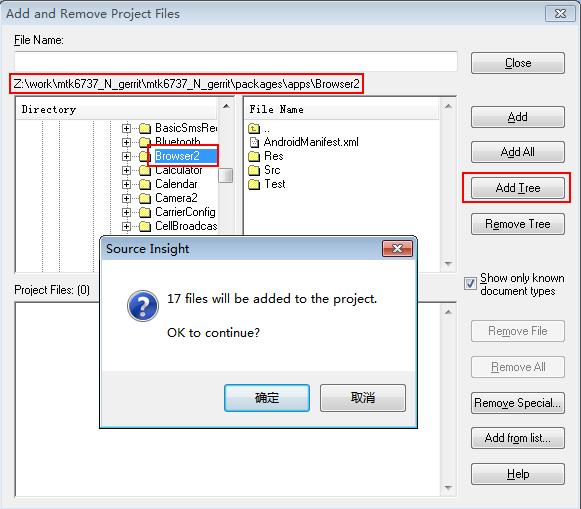 Add and Remove Project Files
File Name:
Close
Z:\work\mtk6737_N_gerrit\mtk6737_N_gerrit\packages\apps\Browser2
Directory
File Name
BasicSmsRec
Bluetooth
Browser2
Calculator
Calendar
Camera2
CarrierConfig
CellBroadcas
..
AndroidManifest.xml
Res
Src
Test
Add
Add All
Add Tree
Remove Tree
Show only known
document types
Project Files: (0)
Source Insight
17 files will be added to the project.
OK to continue?
确定
取消
Remove File
Remove All
Remove Special...
Add from list...
Help